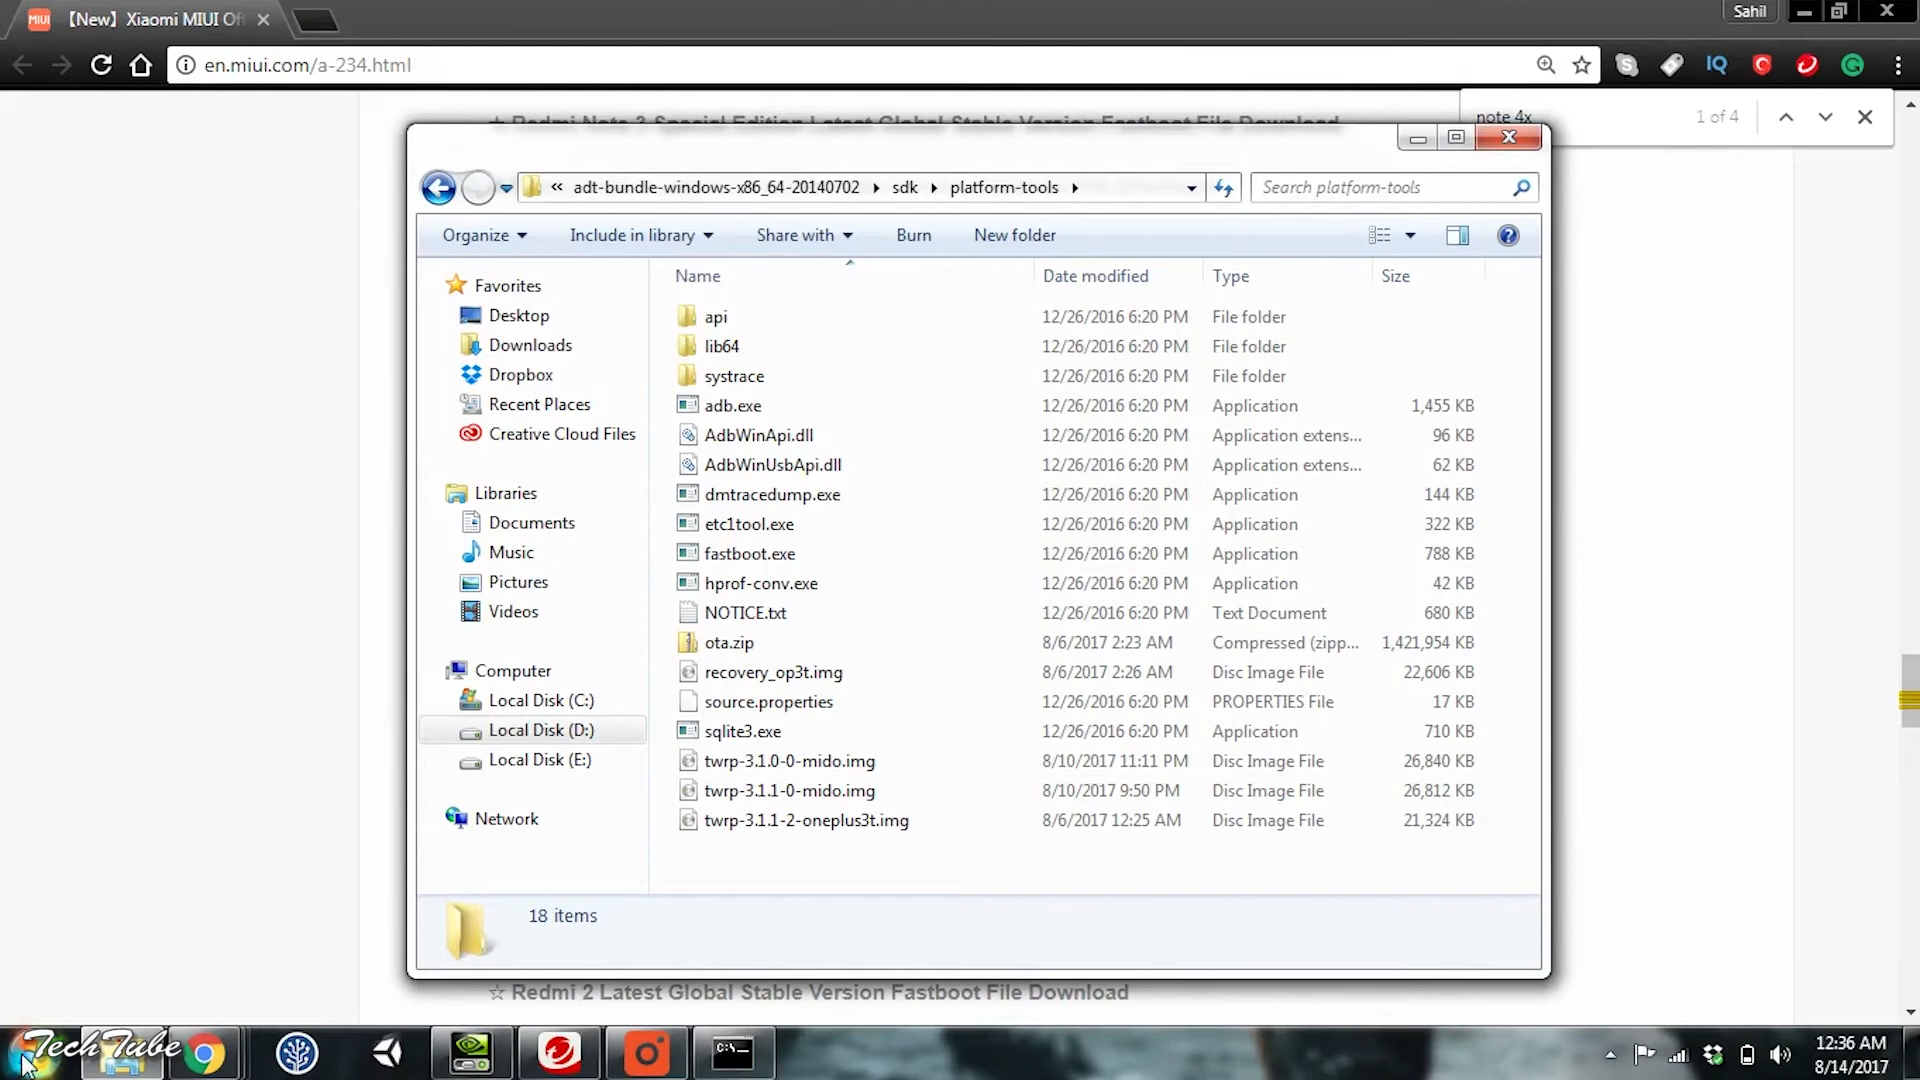 【New】Xiaomi MIUI Of
Sahil
en.miui.com/a-234.html
IQ
note 4x
1 of 4
☆ Redmi Note 3 Special Edition Latest Global Stable Version Fastboot File Download
« adt-bundle-windows-x86_64-20140702 ▸ sdk ▸ platform-tools ▸
Search platform-tools
Organize
Include in library
Share with
Burn
New folder
Name Date modified Type Size
Favorites
Desktop
Downloads
Dropbox
Recent Places
Creative Cloud Files
Libraries
Documents
Music
Pictures
Videos
Computer
Local Disk (C:)
Local Disk (D:)
Local Disk (E:)
Network
api 12/26/2016 6:20 PM File folder
lib64 12/26/2016 6:20 PM File folder
systrace 12/26/2016 6:20 PM File folder
adb.exe 12/26/2016 6:20 PM Application 1,455 KB
AdbWinApi.dll 12/26/2016 6:20 PM Application extens... 96 KB
AdbWinUsbApi.dll 12/26/2016 6:20 PM Application extens... 62 KB
dmtracedump.exe 12/26/2016 6:20 PM Application 144 KB
etc1tool.exe 12/26/2016 6:20 PM Application 322 KB
fastboot.exe 12/26/2016 6:20 PM Application 788 KB
hprof-conv.exe 12/26/2016 6:20 PM Application 42 KB
NOTICE.txt 12/26/2016 6:20 PM Text Document 680 KB
ota.zip 8/6/2017 2:23 AM Compressed (zipp... 1,421,954 KB
recovery_op3t.img 8/6/2017 2:26 AM Disc Image File 22,606 KB
source.properties 12/26/2016 6:20 PM PROPERTIES File 17 KB
sqlite3.exe 12/26/2016 6:20 PM Application 710 KB
twrp-3.1.0-0-mido.img 8/10/2017 11:11 PM Disc Image File 26,840 KB
twrp-3.1.1-0-mido.img 8/10/2017 9:50 PM Disc Image File 26,812 KB
twrp-3.1.1-2-oneplus3t.img 8/6/2017 12:25 AM Disc Image File 21,324 KB
18 items
☆ Redmi 2 Latest Global Stable Version Fastboot File Download
TechTube
C:\
12:36 AM
8/14/2017